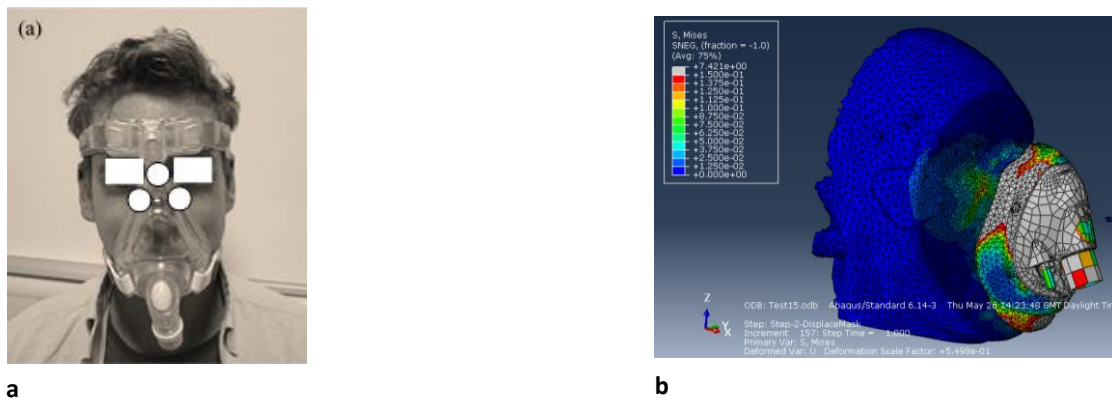 (a)
S, Mises
SNEG, (fraction = -1.0)
(Avg: 75%)
+7.421e+00
+1.500e-01
+1.375e-01
+1.250e-01
+1.125e-01
+1.000e-01
+8.750e-02
+7.500e-02
+6.250e-02
+5.000e-02
+3.750e-02
+2.500e-02
+1.250e-02
+0.000e+00
Z
Y
X
ODB: Test15.odb Abaqus/Standard 6.14-3 Thu May 26 14:23:48 GMT Daylight
Step: Step-2-DisplaceMask
Increment 157: Step Time = 1.000
Primary Var: S, Mises
Deformed Var: U Deformation Scale Factor: +5.498e-01
a
b